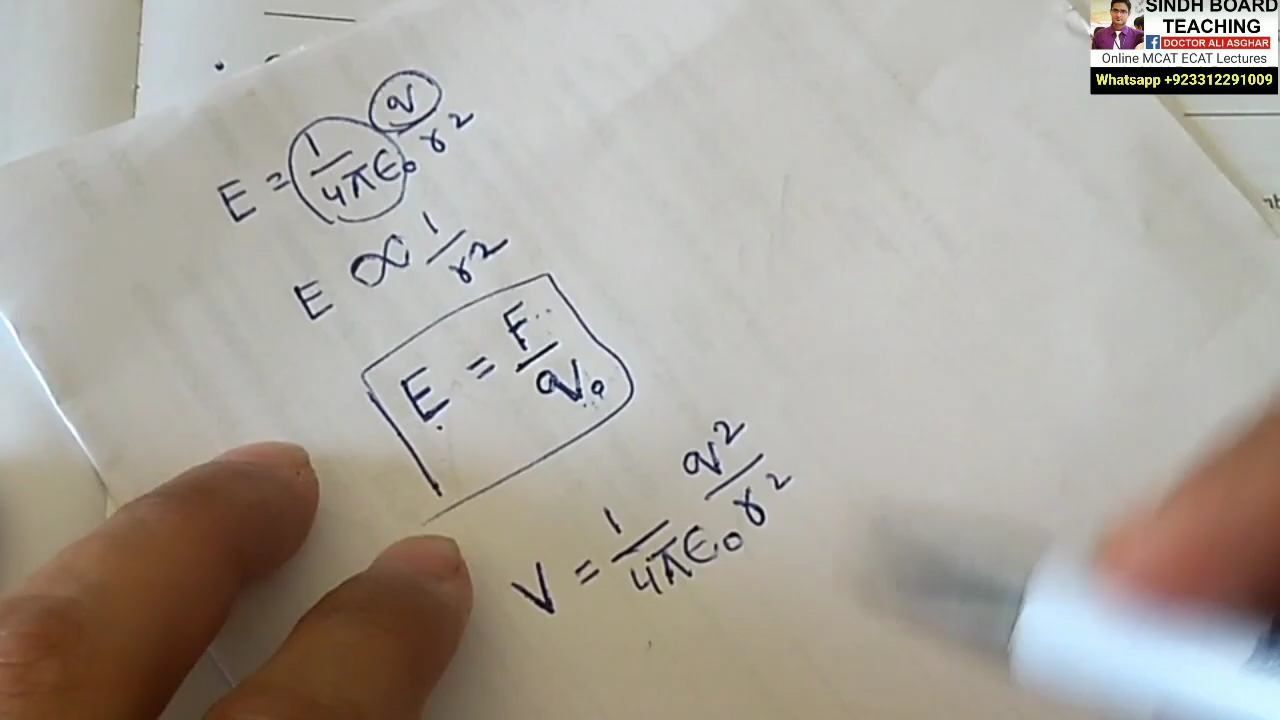 SINDH BOARD
TEACHING
DOCTOR ALI ASGHAR
Online MCAT ECAT Lectures
Whatsapp +923312291009
E = 1/4πε₀ q/r²
E ∝ 1/r²
E = F/q₀
V = 1/4πε₀ q²/r²